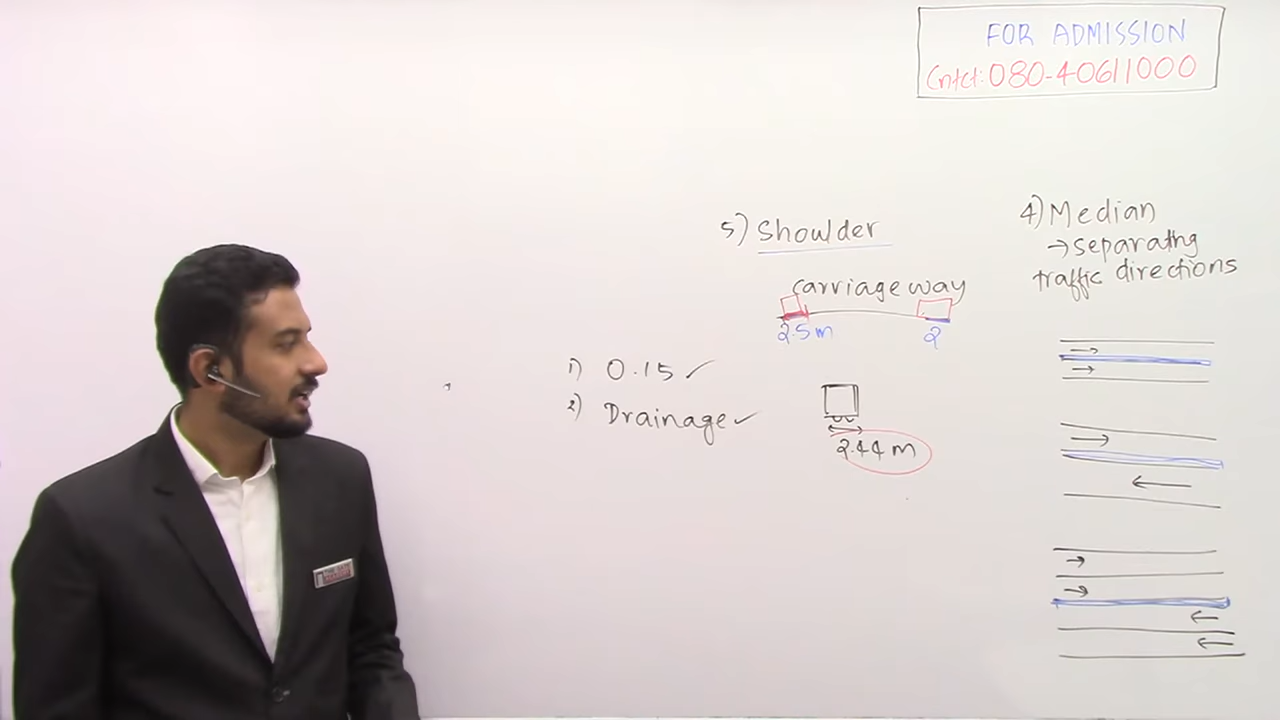 FOR ADMISSION
Cntct: 080-40611000
5) Shoulder
carriage way
2.5 m
2
1) 0.15 ✓
2) Drainage ✓
2.44 m
4) Median
→ separating
traffic directions